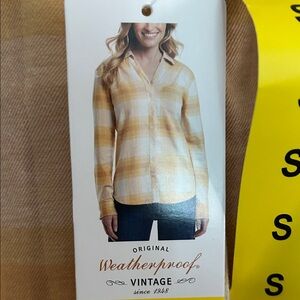 ORIGINAL
Weatherproof®
VINTAGE
since 1948
S
S
S
S